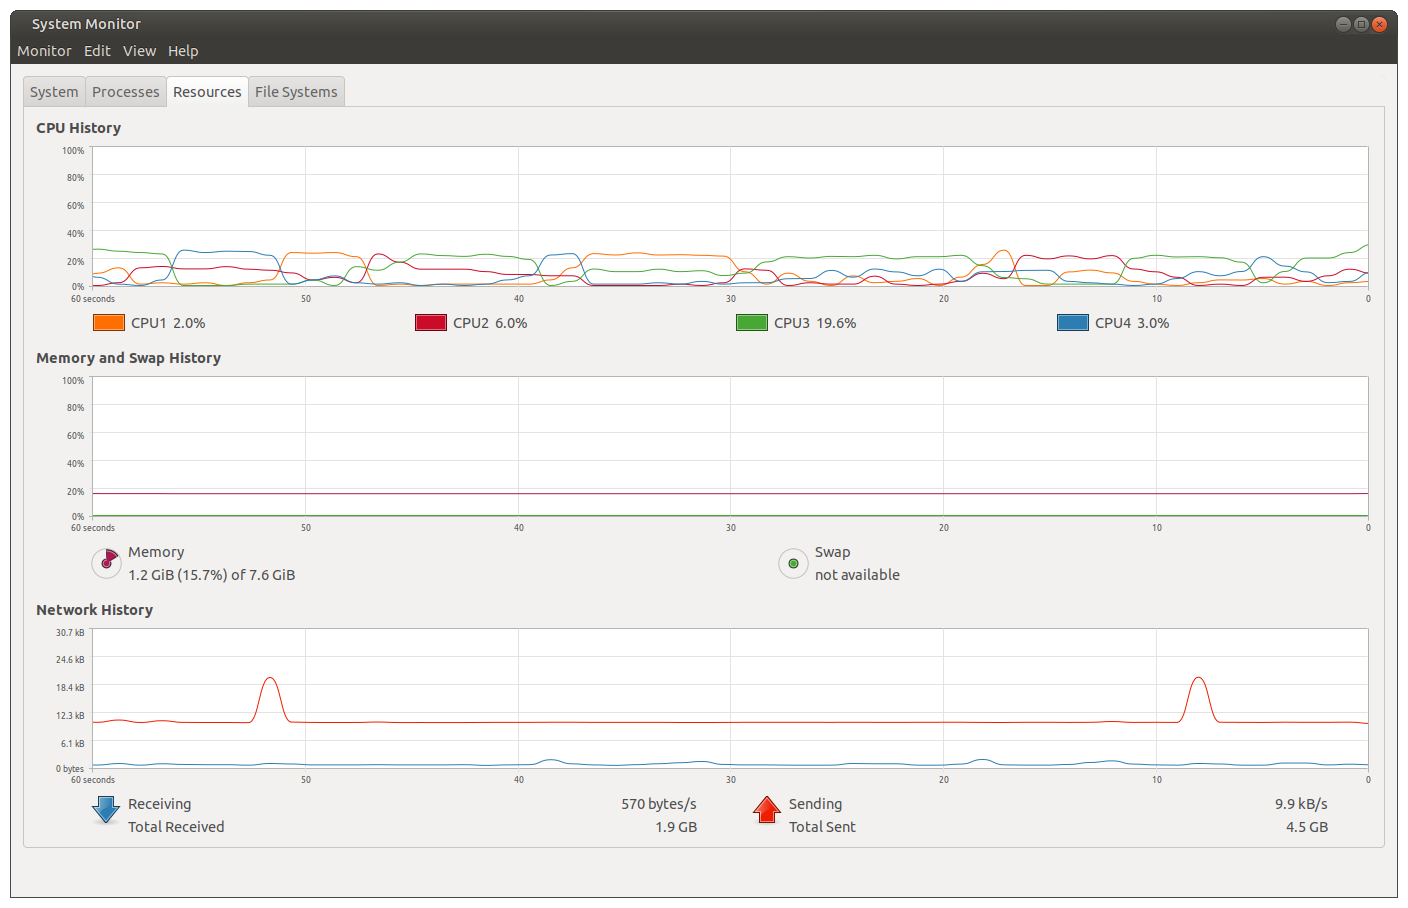 System Monitor
Monitor Edit View Help
System Processes Resources File Systems
CPU History
100%
80%
60%
40%
20%
0%
60 seconds 50 40 30 20 10 0
CPU1 2.0% CPU2 6.0% CPU3 19.6% CPU4 3.0%
Memory and Swap History
100%
80%
60%
40%
20%
0%
60 seconds 50 40 30 20 10 0
Memory Swap
1.2 GiB (15.7%) of 7.6 GiB not available
Network History
30.7 kB
24.6 kB
18.4 kB
12.3 kB
6.1 kB
0 bytes
60 seconds 50 40 30 20 10 0
Receiving 570 bytes/s Sending 9.9 kB/s
Total Received 1.9 GB Total Sent 4.5 GB